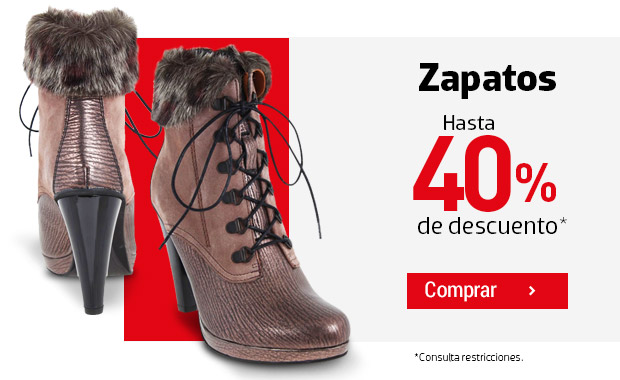 Zapatos
Hasta
40%
de descuento*
Comprar >
*Consulta restricciones.